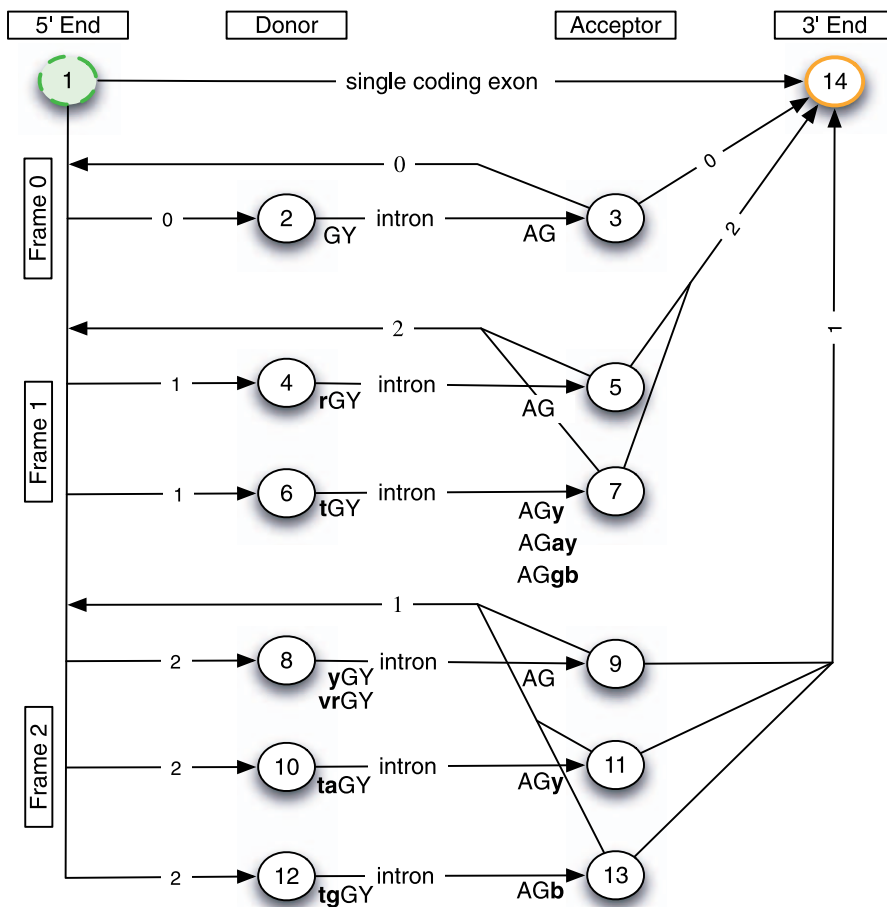 5' End Donor Acceptor 3' End
1 single coding exon 14
0 0
Frame 0
0 2 intron 3
GY AG
2
2
Frame 1
1 4 intron 5
rGY AG
1
1 6 intron 7
tGY AGy
AGay
AGgb
1
Frame 2
2 8 intron 9
yGY AG
vrGY
2 10 intron 11
taGY AGy
2 12 intron 13
tgGY AGb